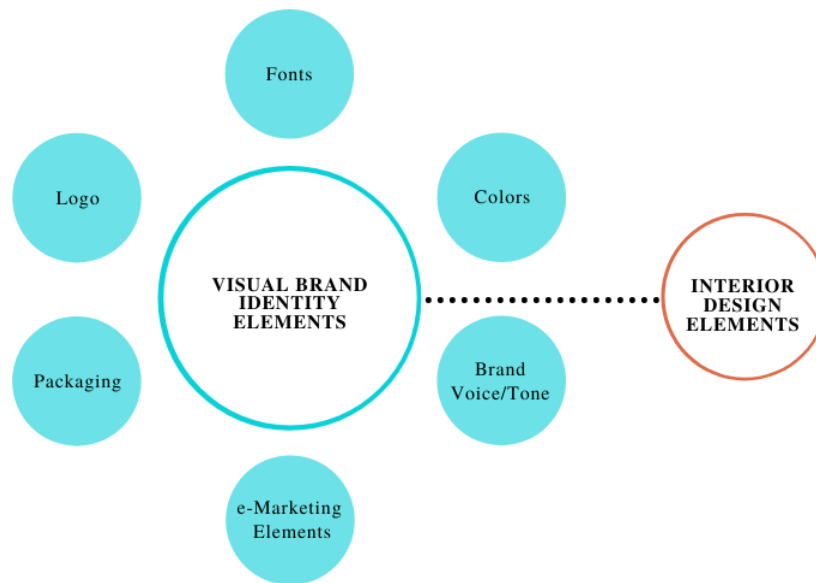 Fonts
Logo
Colors
VISUAL BRAND
IDENTITY
ELEMENTS
INTERIOR
DESIGN
ELEMENTS
Packaging
Brand
Voice/Tone
e-Marketing
Elements